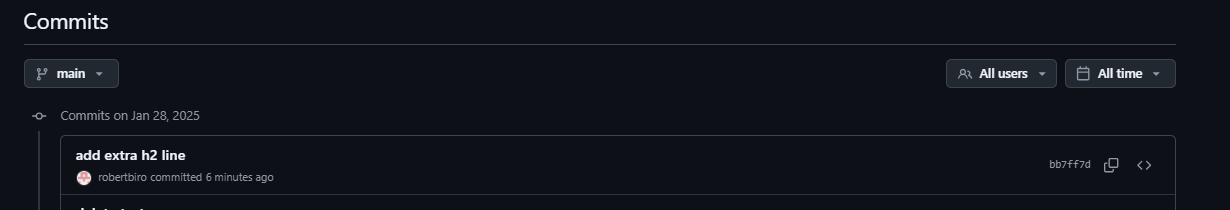 Commits
main
All users
All time
Commits on Jan 28, 2025
add extra h2 line
bb7ff7d
robertbiro committed 6 minutes ago